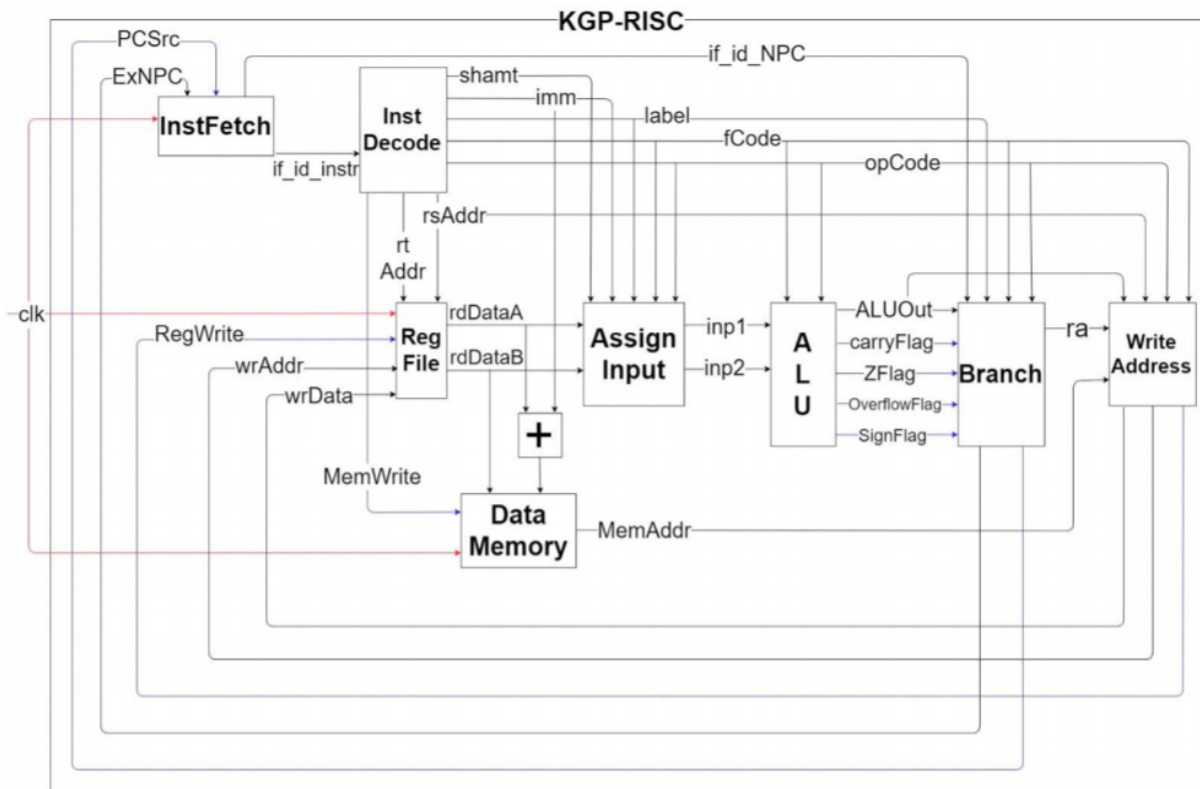 KGP-RISC
PCSrc
if_id_NPC
ExNPC
shamt
imm
InstFetch
Inst
Decode
label
fCode
opCode
if_id_instr
rsAddr
rt
Addr
clk
RegWrite
wrAddr
wrData
Reg
File
rdDataA
rdDataB
Assign
Input
inp1
inp2
A
L
U
ALUOut
carryFlag
ZFlag
OverflowFlag
SignFlag
Branch
ra
Write
Address
+
MemWrite
Data
Memory
MemAddr